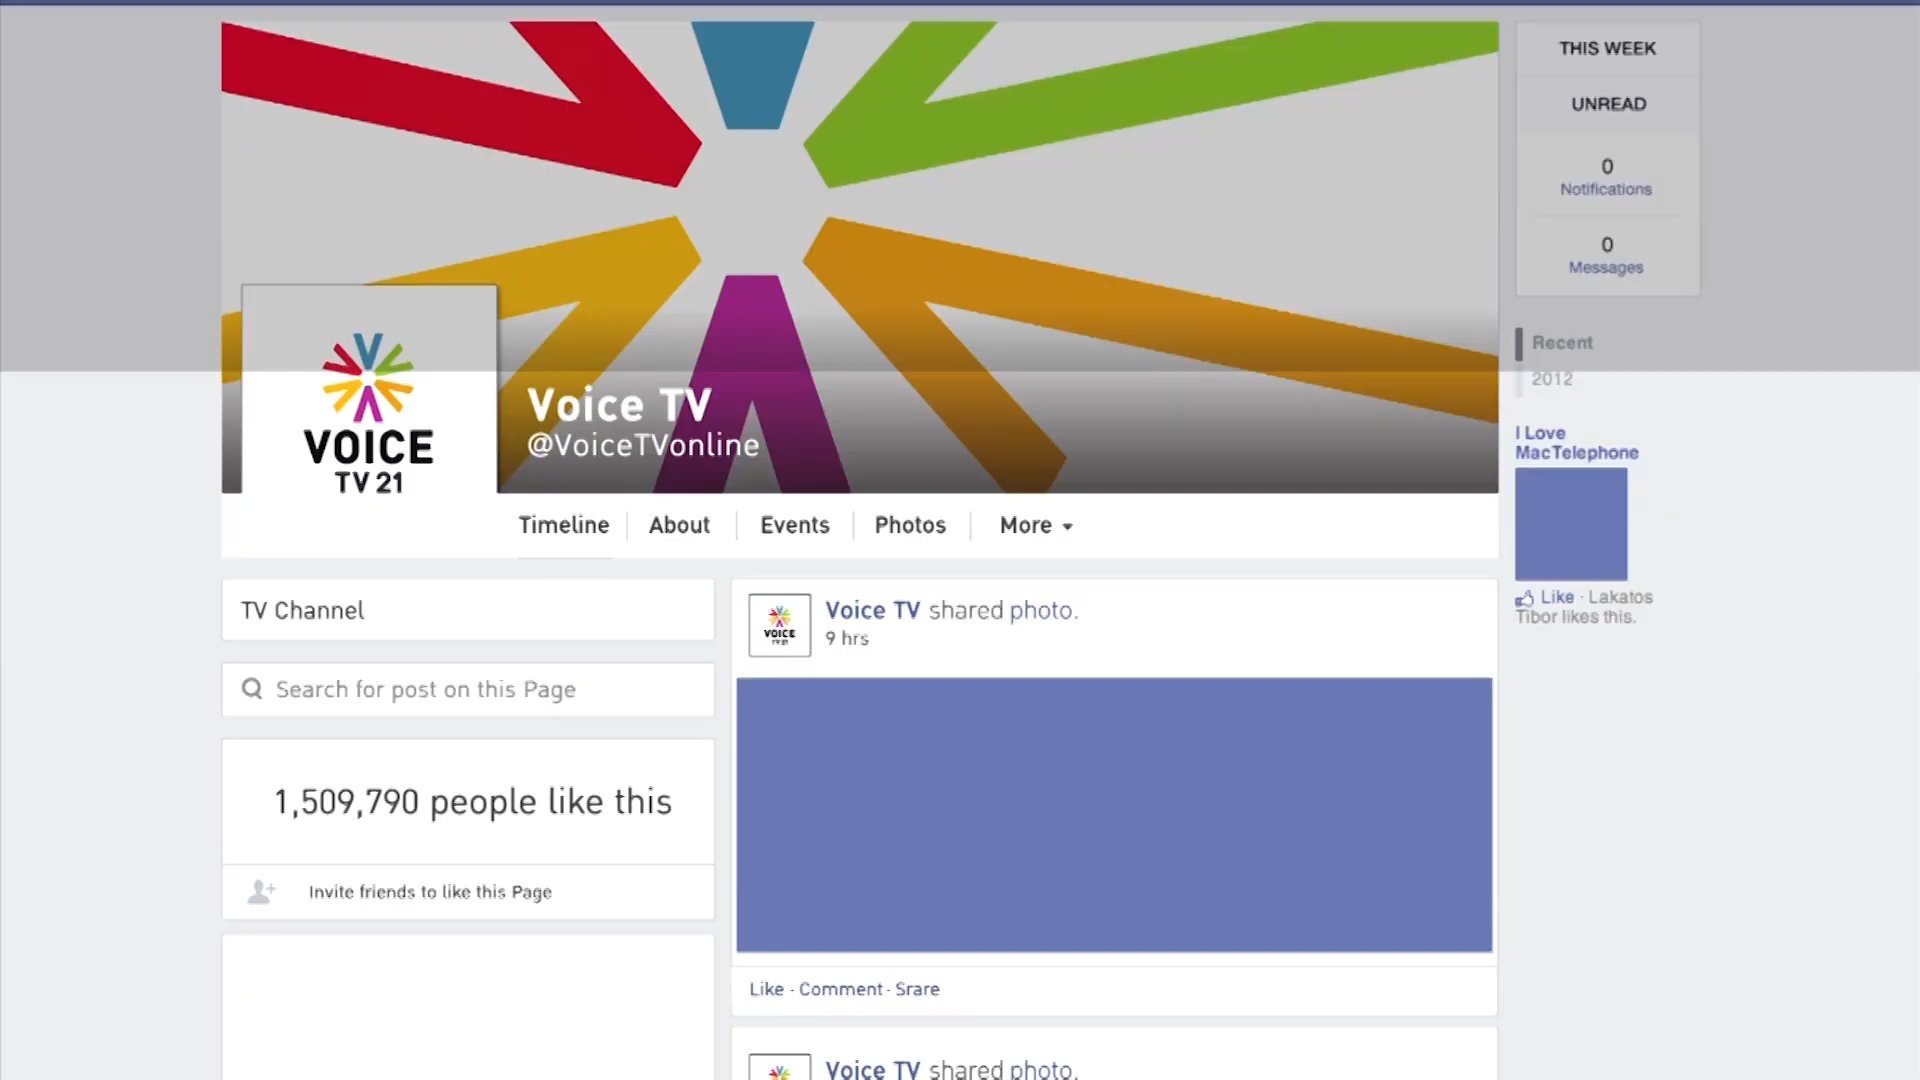 THIS WEEK
UNREAD
0
Notifications
0
Messages
Recent
2012
I Love
MacTelephone
Like · Lakatos
Tibor likes this.
VOICE
TV 21
Voice TV
@VoiceTVonline
Timeline
About
Events
Photos
More
TV Channel
Search for post on this Page
1,509,790 people like this
Invite friends to like this Page
VOICE
TV 21
Voice TV shared photo.
9 hrs
Like · Comment · Srare
Voice TV shared photo.